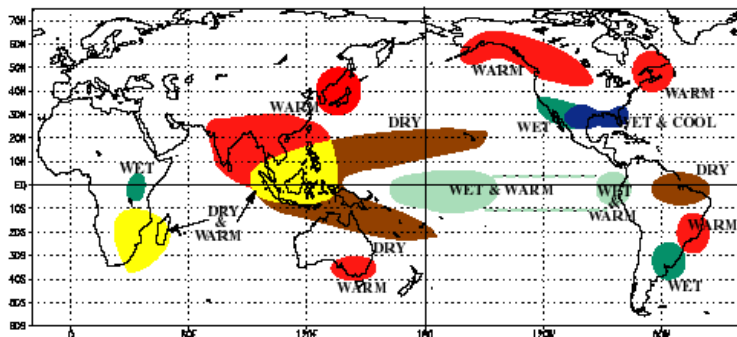 70N
60N
50N
40N
30N
20N
10N
EQ
10S
20S
30S
40S
50S
60S
WARM
WARM
WARM
DRY
WET
WET & COOL
WET
WET & WARM
WET
&
WARM
DRY
DRY
&
WARM
DRY
WARM
WARM
WET
0
60E
120E
180
120W
60W